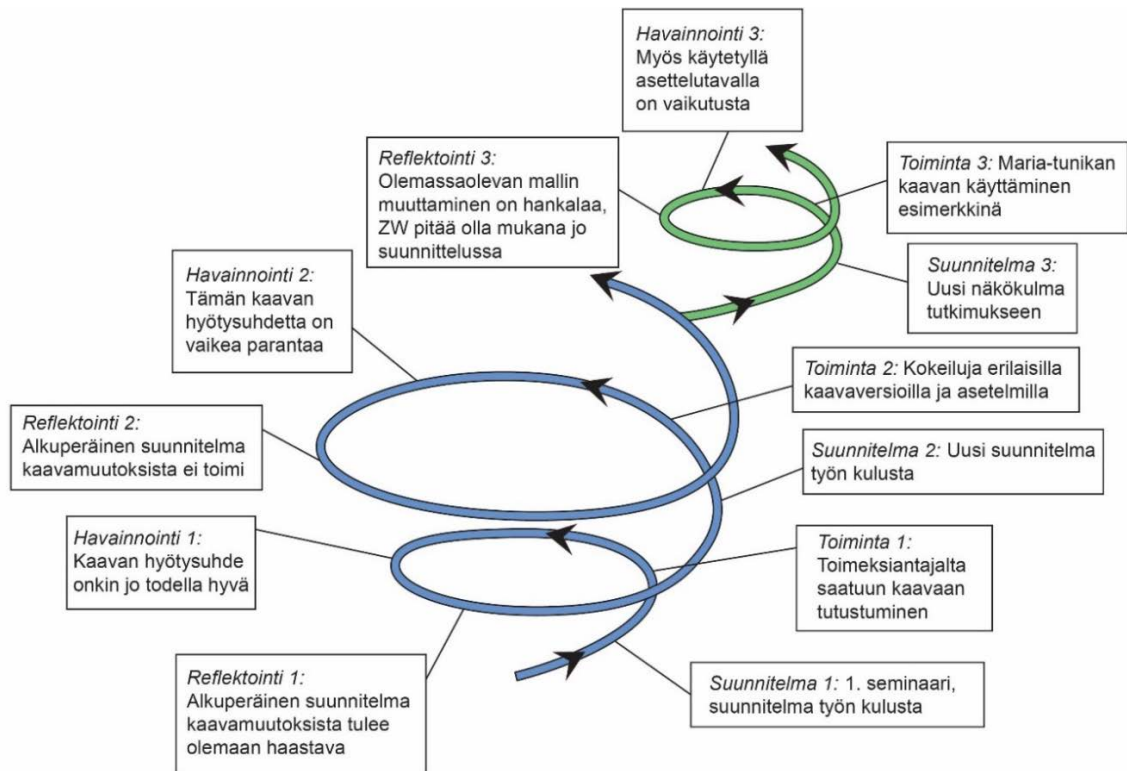 Havainnointi 3:
Myös käytetyllä
asettelutavalla
on vaikutusta
Reflektointi 3:
Olemassaolevan mallin
muuttaminen on hankalaa,
ZW pitää olla mukana jo
suunnittelussa
Toiminta 3: Maria-tunikan
kaavan käyttäminen
esimerkkinä
Suunnitelma 3:
Uusi näkökulma
tutkimukseen
Havainnointi 2:
Tämän kaavan
hyötysuhdetta on
vaikea parantaa
Toiminta 2: Kokeiluja erilaisilla
kaavaversioilla ja asetelmilla
Reflektointi 2:
Alkuperäinen suunnitelma
kaavamuutoksista ei toimi
Suunnitelma 2: Uusi suunnitelma
työn kulusta
Havainnointi 1:
Kaavan hyötysuhde
onkin jo todella hyvä
Toiminta 1:
Toimeksiantajalta
saatuun kaavaan
tutustuminen
Reflektointi 1:
Alkuperäinen suunnitelma
kaavamuutoksista tulee
olemaan haastava
Suunnitelma 1: 1. seminaari,
suunnitelma työn kulusta